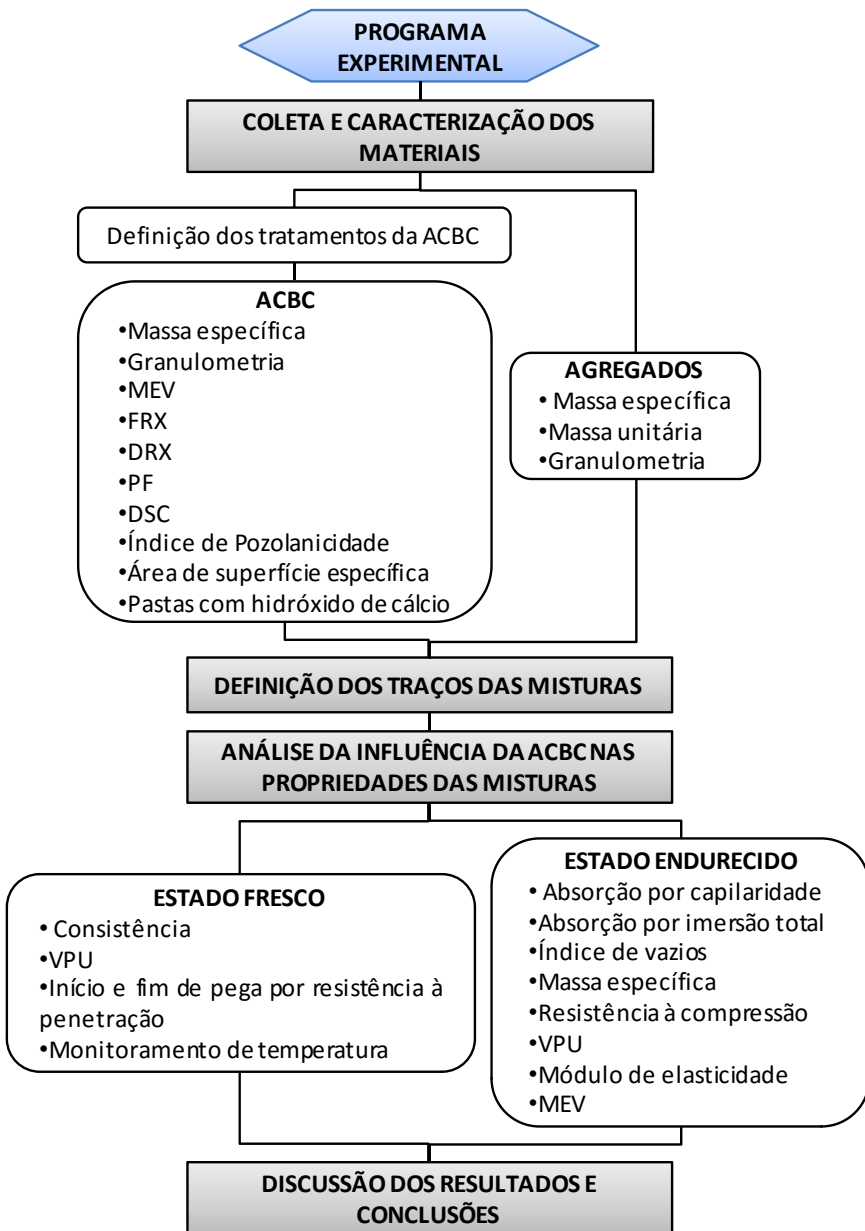 PROGRAMA
EXPERIMENTAL
COLETA E CARACTERIZAÇÃO DOS
MATERIAIS
Definição dos tratamentos da ACBC
ACBC
•Massa específica
•Granulometria
•MEV
•FRX
•DRX
•PF
•DSC
•Índice de Pozolanicidade
•Área de superfície específica
•Pastas com hidróxido de cálcio
AGREGADOS
• Massa específica
•Massa unitária
•Granulometria
DEFINIÇÃO DOS TRAÇOS DAS MISTURAS
ANÁLISE DA INFLUÊNCIA DA ACBC NAS
PROPRIEDADES DAS MISTURAS
ESTADO FRESCO
• Consistência
•VPU
•Início e fim de pega por resistência à
penetração
•Monitoramento de temperatura
ESTADO ENDURECIDO
• Absorção por capilaridade
•Absorção por imersão total
•Índice de vazios
•Massa específica
•Resistência à compressão
•VPU
•Módulo de elasticidade
•MEV
DISCUSSÃO DOS RESULTADOS E
CONCLUSÕES